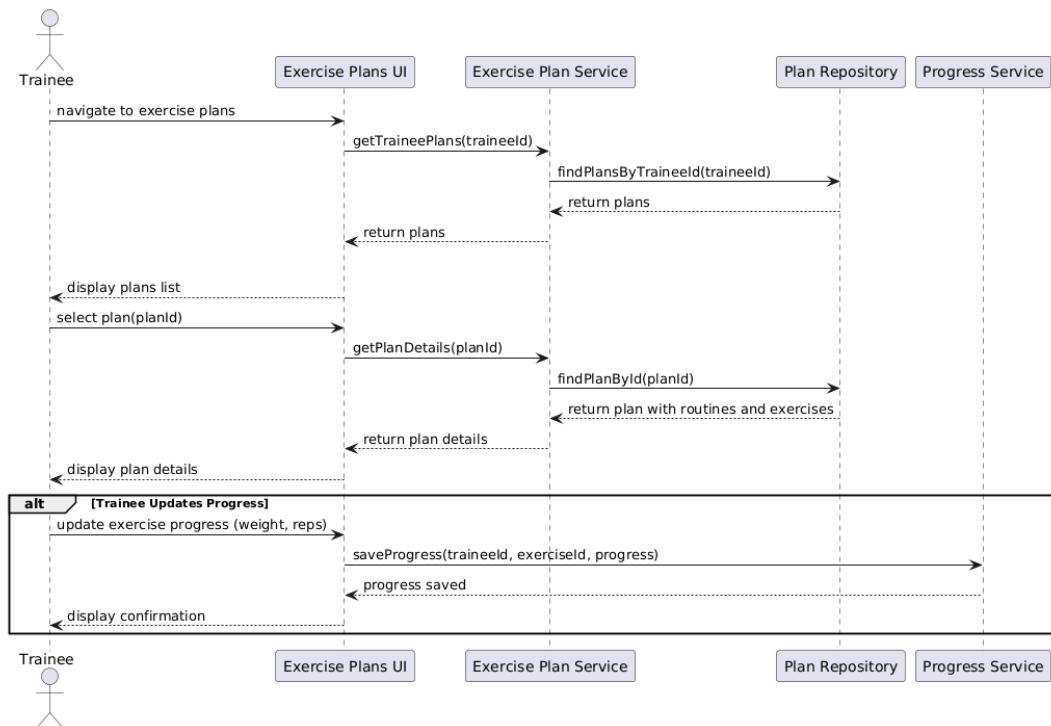 Trainee
Exercise Plans UI
Exercise Plan Service
Plan Repository
Progress Service
navigate to exercise plans
getTraineePlans(traineeId)
findPlansByTraineeId(traineeId)
return plans
return plans
display plans list
select plan(planId)
getPlanDetails(planId)
findPlanById(planId)
return plan with routines and exercises
return plan details
display plan details
alt [Trainee Updates Progress]
update exercise progress (weight, reps)
saveProgress(traineeId, exerciseId, progress)
progress saved
display confirmation
Trainee
Exercise Plans UI
Exercise Plan Service
Plan Repository
Progress Service